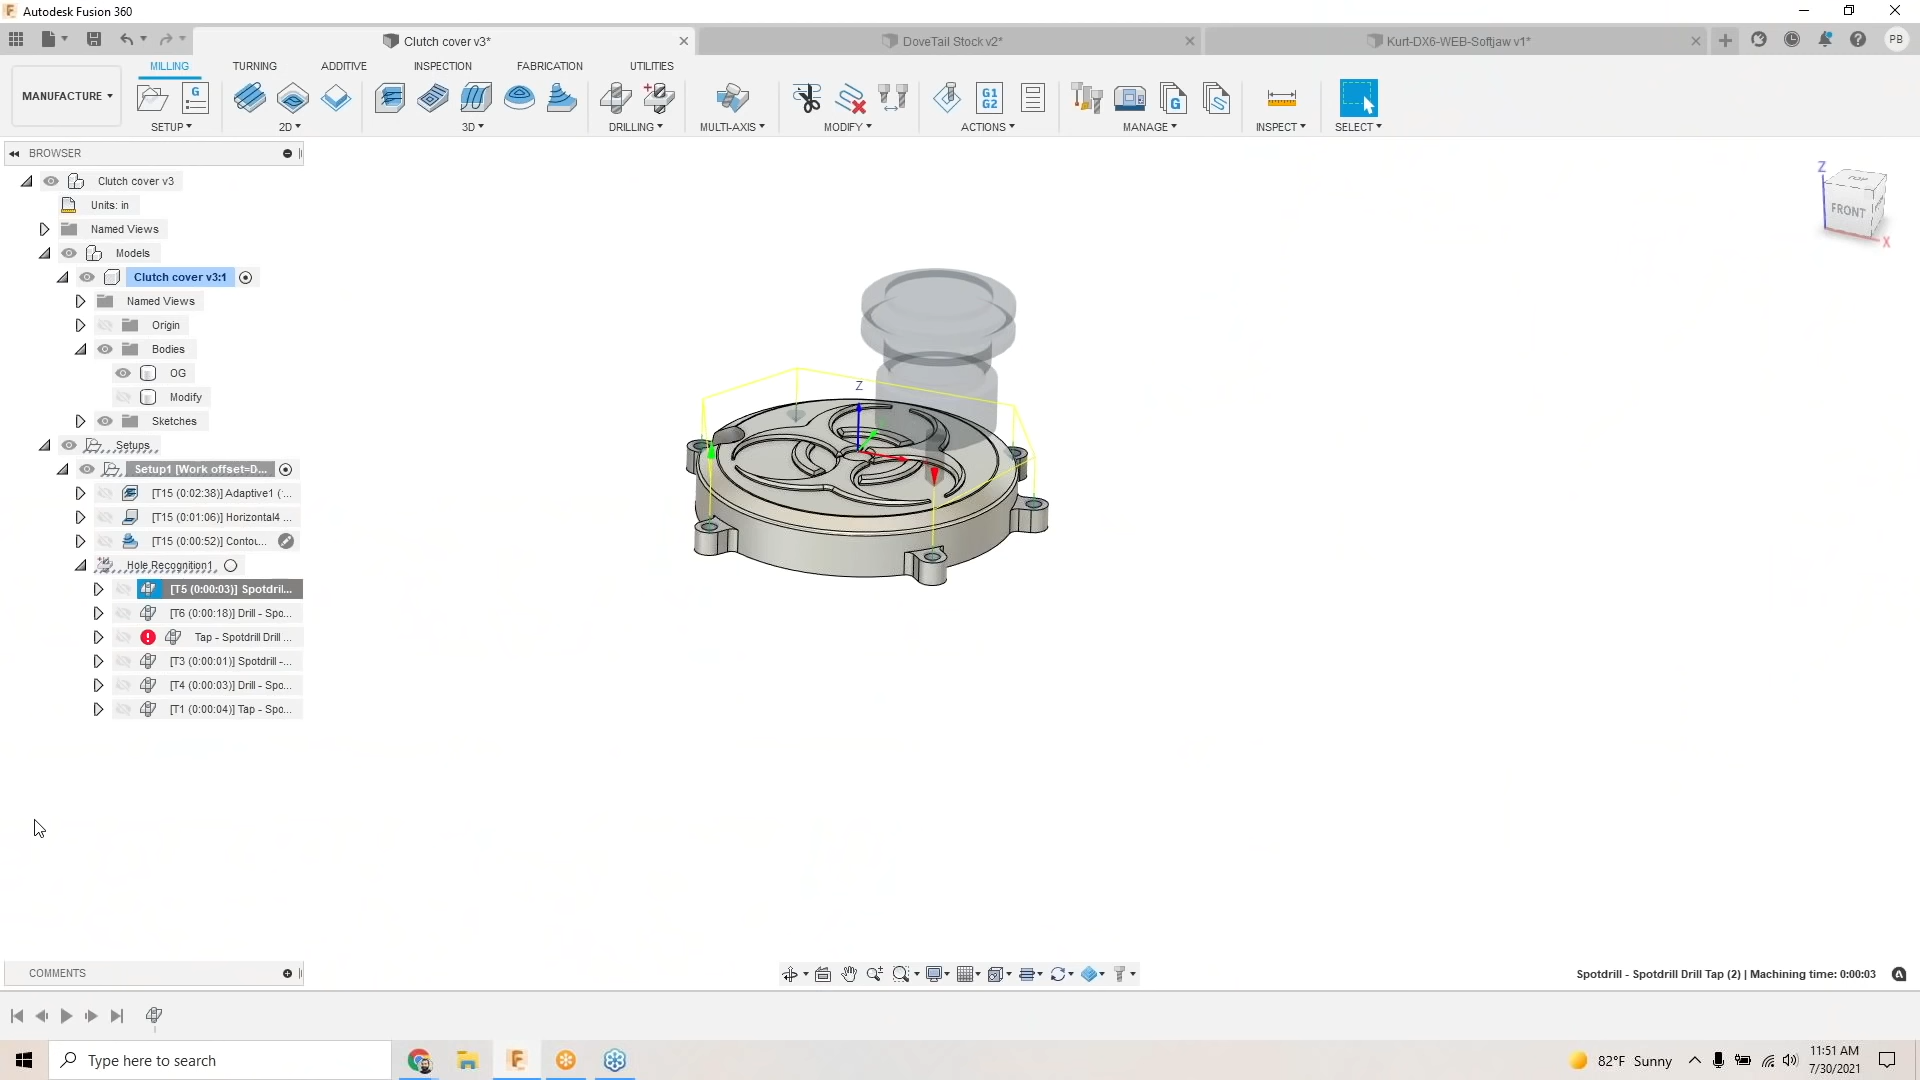 Autodesk Fusion 360
Clutch cover v3*
DoveTail Stock v2*
Kurt-DX6-WEB-Softjaw v1*
PB
MILLING
TURNING
ADDITIVE
INSPECTION
FABRICATION
UTILITIES
MANUFACTURE
G1
G2
G
G
SETUP
2D
3D
DRILLING
MULTI-AXIS
MODIFY
ACTIONS
MANAGE
INSPECT
SELECT
BROWSER
Clutch cover v3
Units: in
Named Views
Models
Clutch cover v3:1
Named Views
Origin
Bodies
OG
Modify
Sketches
Setups
Setup1 [Work offset=D...
[T15 (0:02:38)] Adaptive1 (...
[T15 (0:01:06)] Horizontal4 ...
[T15 (0:00:52)] Contou...
Hole Recognition1
[T5 (0:00:03)] Spotdril...
[T6 (0:00:18)] Drill - Spo...
Tap - Spotdrill Drill ...
[T3 (0:00:01)] Spotdrill -...
[T4 (0:00:03)] Drill - Spo...
[T1 (0:00:04)] Tap - Spo...
Z
Z
TOP
FRONT
X
COMMENTS
Spotdrill - Spotdrill Drill Tap (2) | Machining time: 0:00:03
Type here to search
82°F Sunny
11:51 AM
7/30/2021